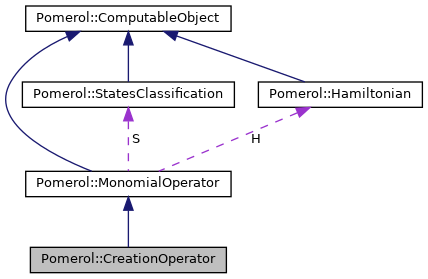 Pomerol::ComputableObject
Pomerol::StatesClassification
Pomerol::Hamiltonian
S
H
Pomerol::MonomialOperator
Pomerol::CreationOperator